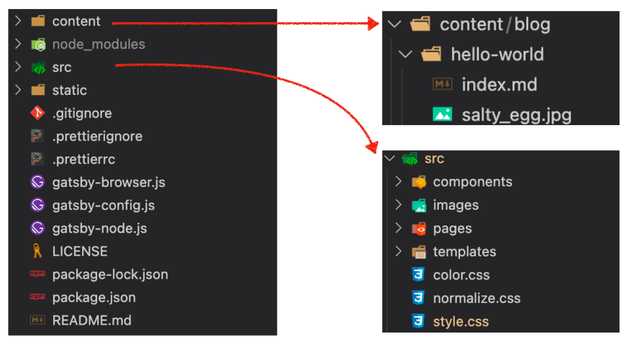 content
node_modules
src
static
.gitignore
.prettierignore
.prettierrc
gatsby-browser.js
gatsby-config.js
gatsby-node.js
LICENSE
package-lock.json
package.json
README.md
content/blog
hello-world
index.md
salty_egg.jpg
src
components
images
pages
templates
color.css
normalize.css
style.css